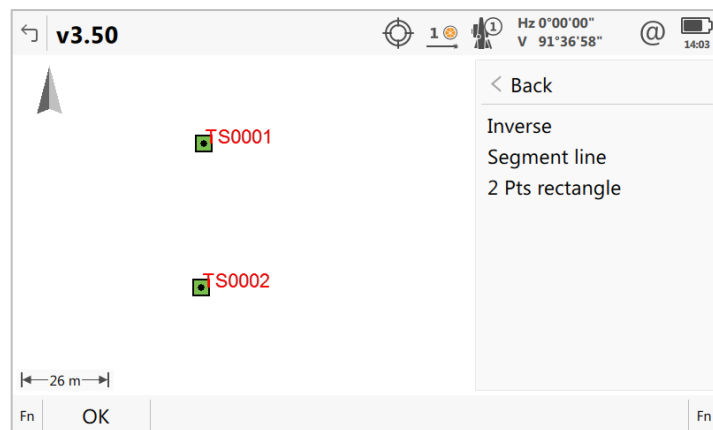 v3.50
1
1
Hz 0°00'00"
V 91°36'58"
@
14:03
< Back
Inverse
Segment line
2 Pts rectangle
TS0001
TS0002
26 m
Fn
OK
Fn